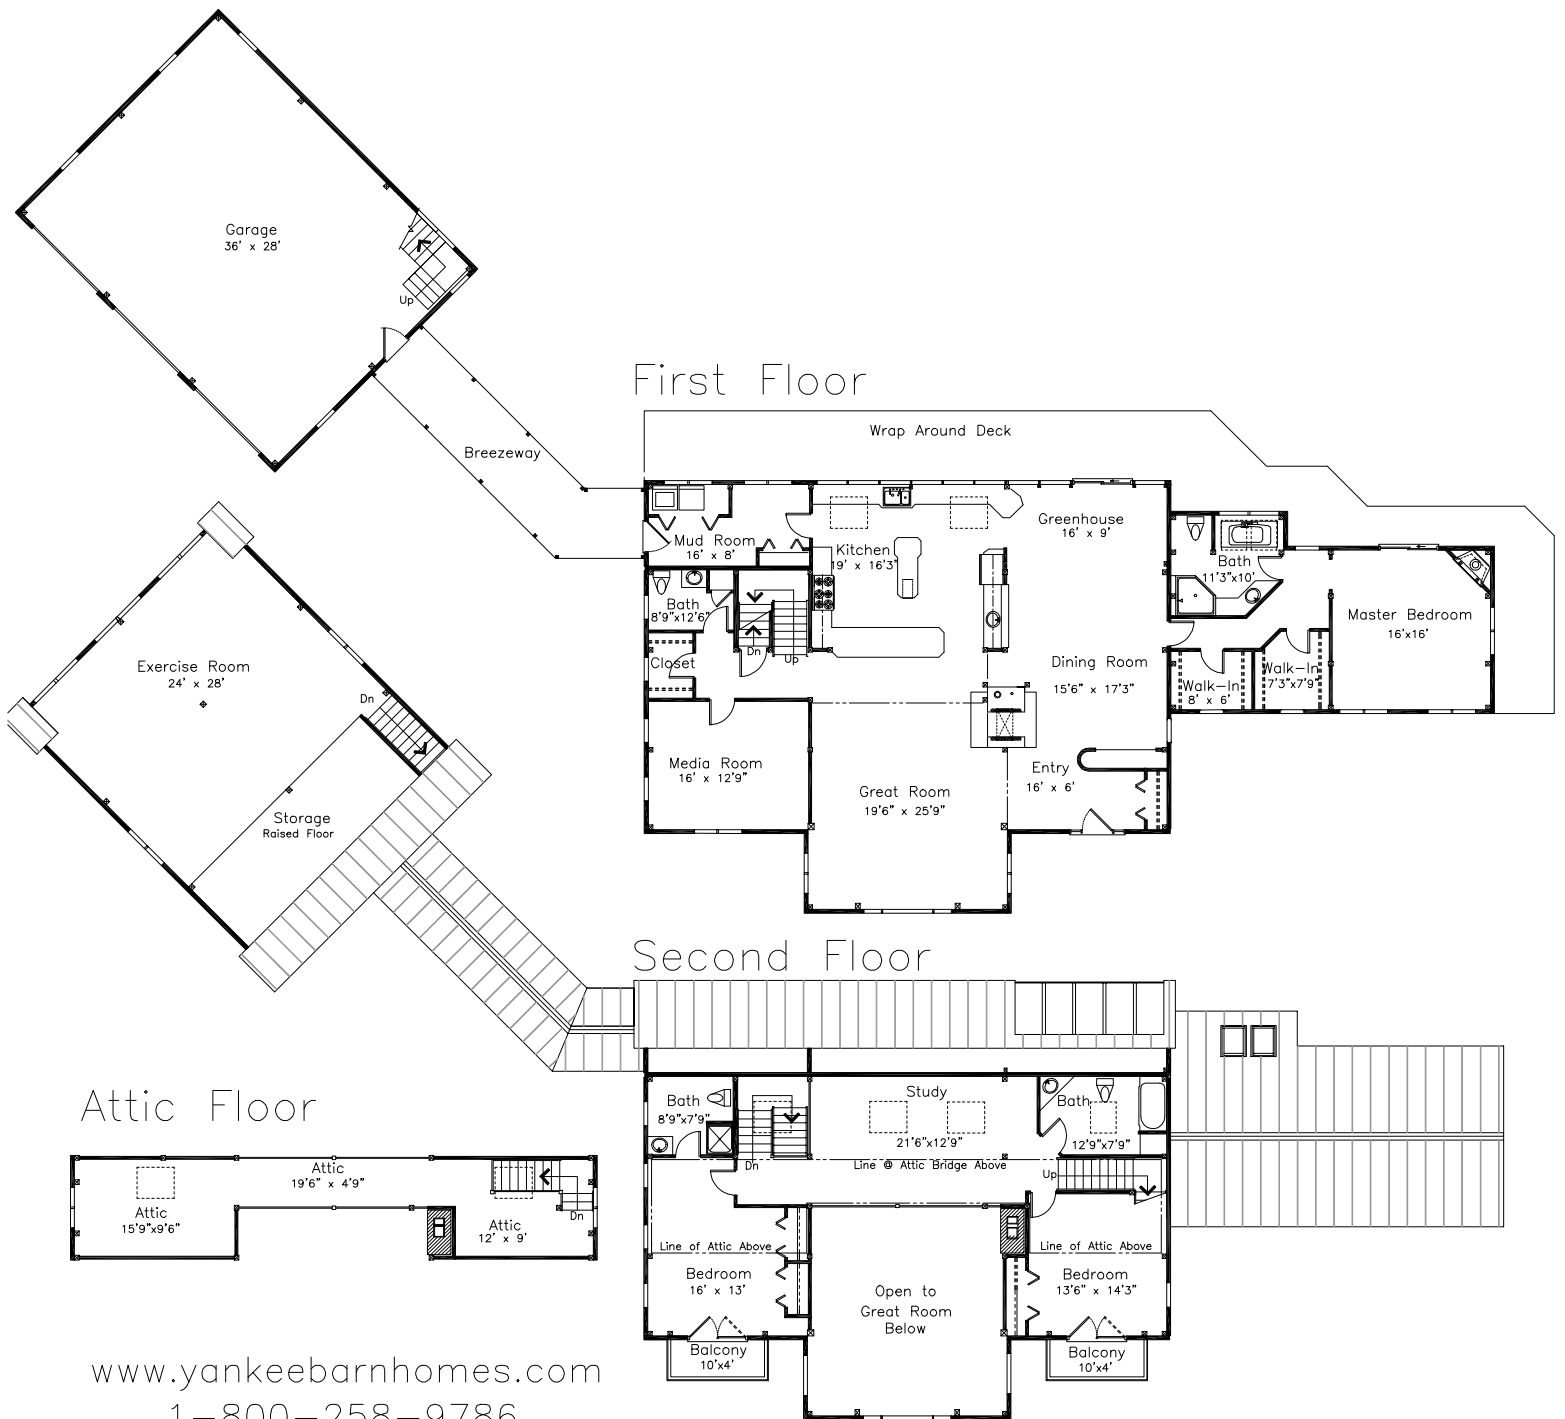 Garage
36' x 28'
Up
First Floor
Wrap Around Deck
Breezeway
Greenhouse
16' x 9'
Mud Room
16' x 8'
Kitchen
19' x 16'3"
Bath
11'3"x10'
Bath
8'9"x12'6"
Master Bedroom
16'x16'
Closet
Dn
Up
Dining Room
15'6" x 17'3"
Walk-In
7'3"x7'9"
Walk-In
8' x 6'
Exercise Room
24' x 28'
Dn
Media Room
16' x 12'9"
Entry
16' x 6'
Great Room
19'6" x 25'9"
Storage
Raised Floor
Second Floor
Attic Floor
Bath
8'9"x7'9"
Study
21'6"x12'9"
Bath
12'9"x7'9"
Dn
Line @ Attic Bridge Above
Up
Attic
19'6" x 4'9"
Attic
15'9"x9'6"
Attic
12' x 9'
Dn
Line of Attic Above
Line of Attic Above
Bedroom
16' x 13'
Bedroom
13'6" x 14'3"
Open to
Great Room
Below
Balcony
10'x4'
Balcony
10'x4'
www.yankeebarnhomes.com
1-800-258-9786